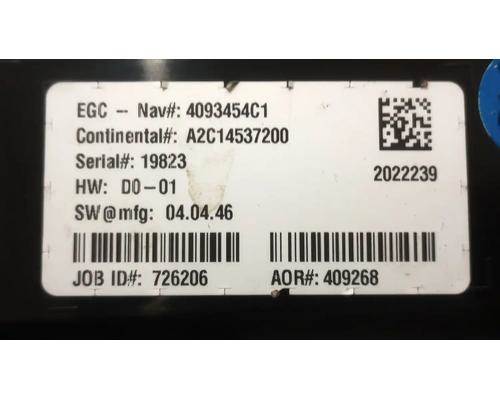 EGC - Nav#: 4093454C1
Continental#: A2C14537200
Serial#: 19823
HW: D0-01
SW@mfg: 04.04.46
2022239
JOB ID#: 726206
AOR#: 409268